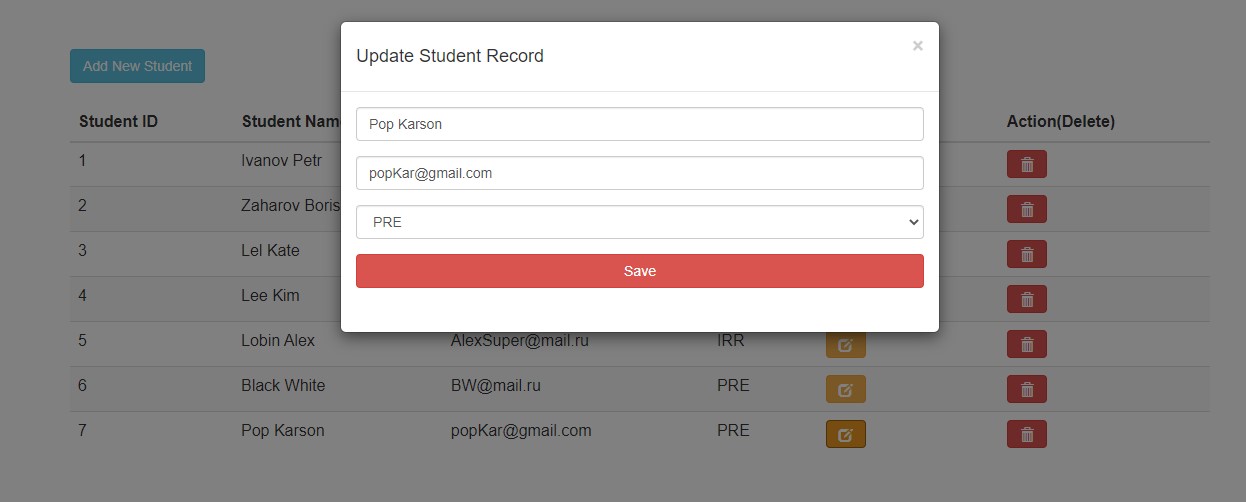 Update Student Record ×
Add New Student
Pop Karson
Student ID Student Nam Action(Delete)
1 Ivanov Petr
popKar@gmail.com
2 Zaharov Boris
PRE
3 Lel Kate
Save
4 Lee Kim
5 Lobin Alex AlexSuper@mail.ru IRR
6 Black White BW@mail.ru PRE
7 Pop Karson popKar@gmail.com PRE